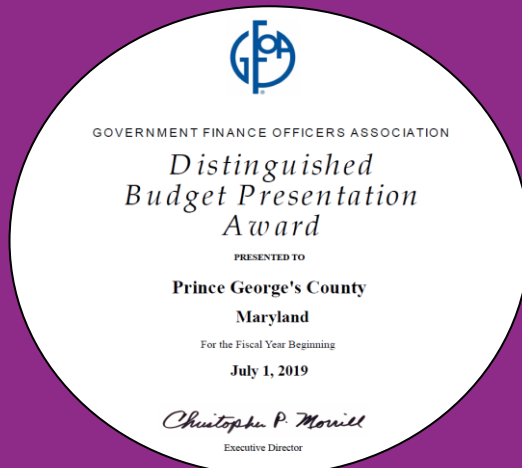 GFOA
GOVERNMENT FINANCE OFFICERS ASSOCIATION
Distinguished
Budget Presentation
Award
PRESENTED TO
Prince George's County
Maryland
For the Fiscal Year Beginning
July 1, 2019
Christopher P. Morrill
Executive Director